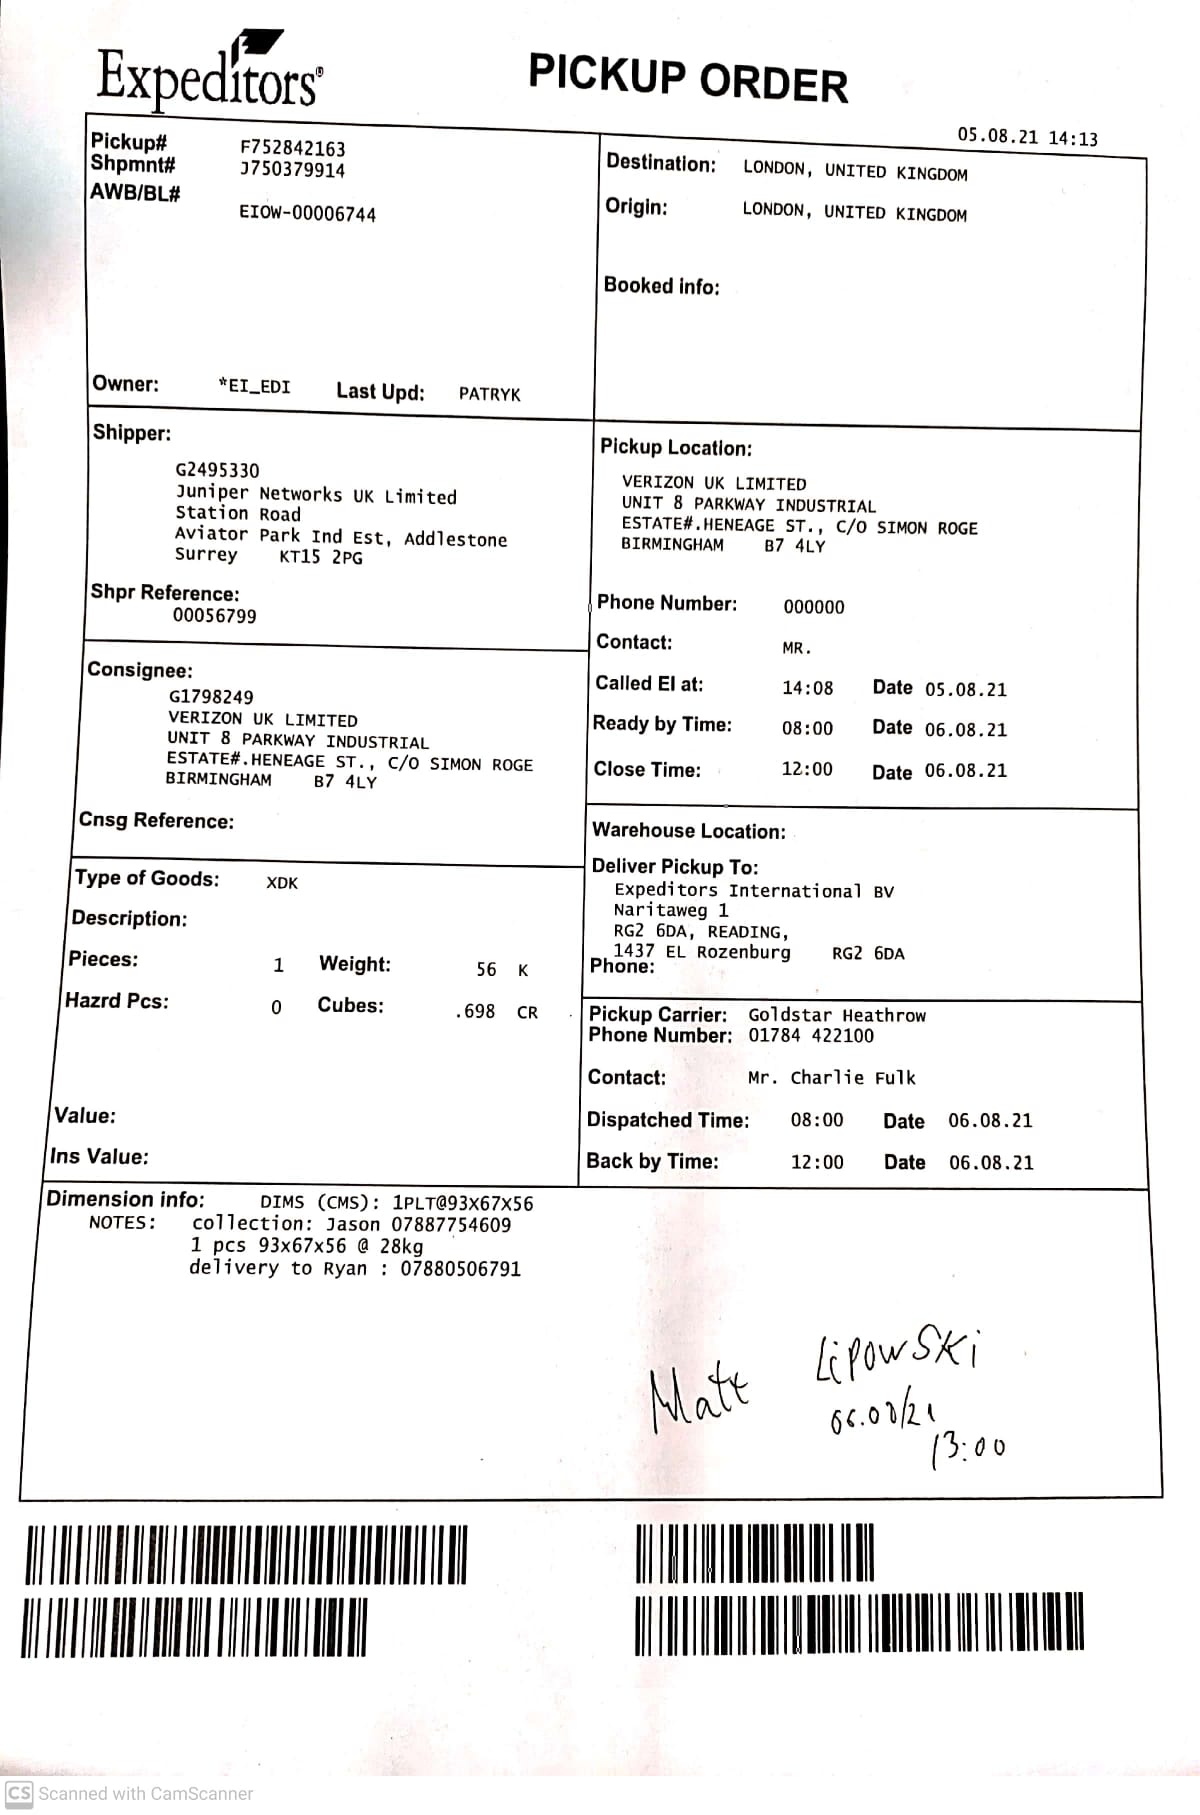 Expeditors®
PICKUP ORDER
05.08.21 14:13
Pickup# F752842163
Shpmnt# J750379914
AWB/BL#
EIOW-00006744
Owner: *EI_EDI Last Upd: PATRYK
Destination: LONDON, UNITED KINGDOM
Origin: LONDON, UNITED KINGDOM
Booked info:
Shipper:
G2495330
Juniper Networks UK Limited
Station Road
Aviator Park Ind Est, Addlestone
Surrey KT15 2PG
Shpr Reference:
00056799
Pickup Location:
VERIZON UK LIMITED
UNIT 8 PARKWAY INDUSTRIAL
ESTATE#.HENEAGE ST., C/O SIMON ROGE
BIRMINGHAM B7 4LY
Phone Number: 000000
Contact: MR.
Called EI at: 14:08 Date 05.08.21
Ready by Time: 08:00 Date 06.08.21
Close Time: 12:00 Date 06.08.21
Consignee:
G1798249
VERIZON UK LIMITED
UNIT 8 PARKWAY INDUSTRIAL
ESTATE#.HENEAGE ST., C/O SIMON ROGE
BIRMINGHAM B7 4LY
Cnsg Reference:
Warehouse Location:
Deliver Pickup To:
Expeditors International BV
Naritaweg 1
RG2 6DA, READING,
1437 EL Rozenburg RG2 6DA
Phone:
Type of Goods: XDK
Description:
Pieces: 1 Weight: 56 K
Hazrd Pcs: 0 Cubes: .698 CR
Value:
Ins Value:
Pickup Carrier: Goldstar Heathrow
Phone Number: 01784 422100
Contact: Mr. Charlie Fulk
Dispatched Time: 08:00 Date 06.08.21
Back by Time: 12:00 Date 06.08.21
Dimension info: DIMS (CMS): 1PLT@93X67X56
NOTES: collection: Jason 07887754609
1 pcs 93x67x56 @ 28kg
delivery to Ryan : 07880506791
Matt Lipowski
06.08/21
13:00
CS Scanned with CamScanner